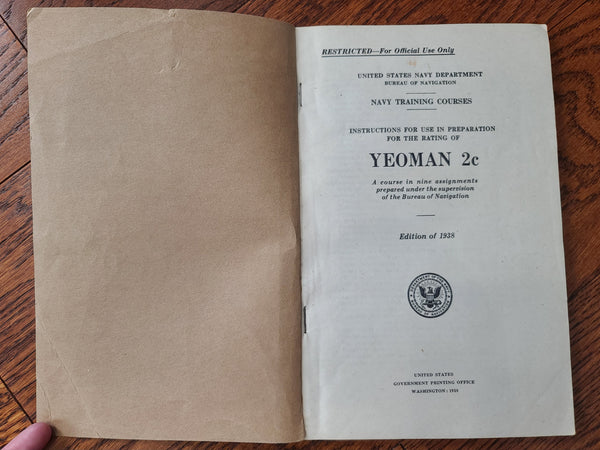 RESTRICTED—For Official Use Only
UNITED STATES NAVY DEPARTMENT
BUREAU OF NAVIGATION
NAVY TRAINING COURSES
INSTRUCTIONS FOR USE IN PREPARATION
FOR THE RATING OF
YEOMAN 2c
A course in nine assignments
prepared under the supervision
of the Bureau of Navigation
Edition of 1938
UNITED STATES
GOVERNMENT PRINTING OFFICE
WASHINGTON : 1938